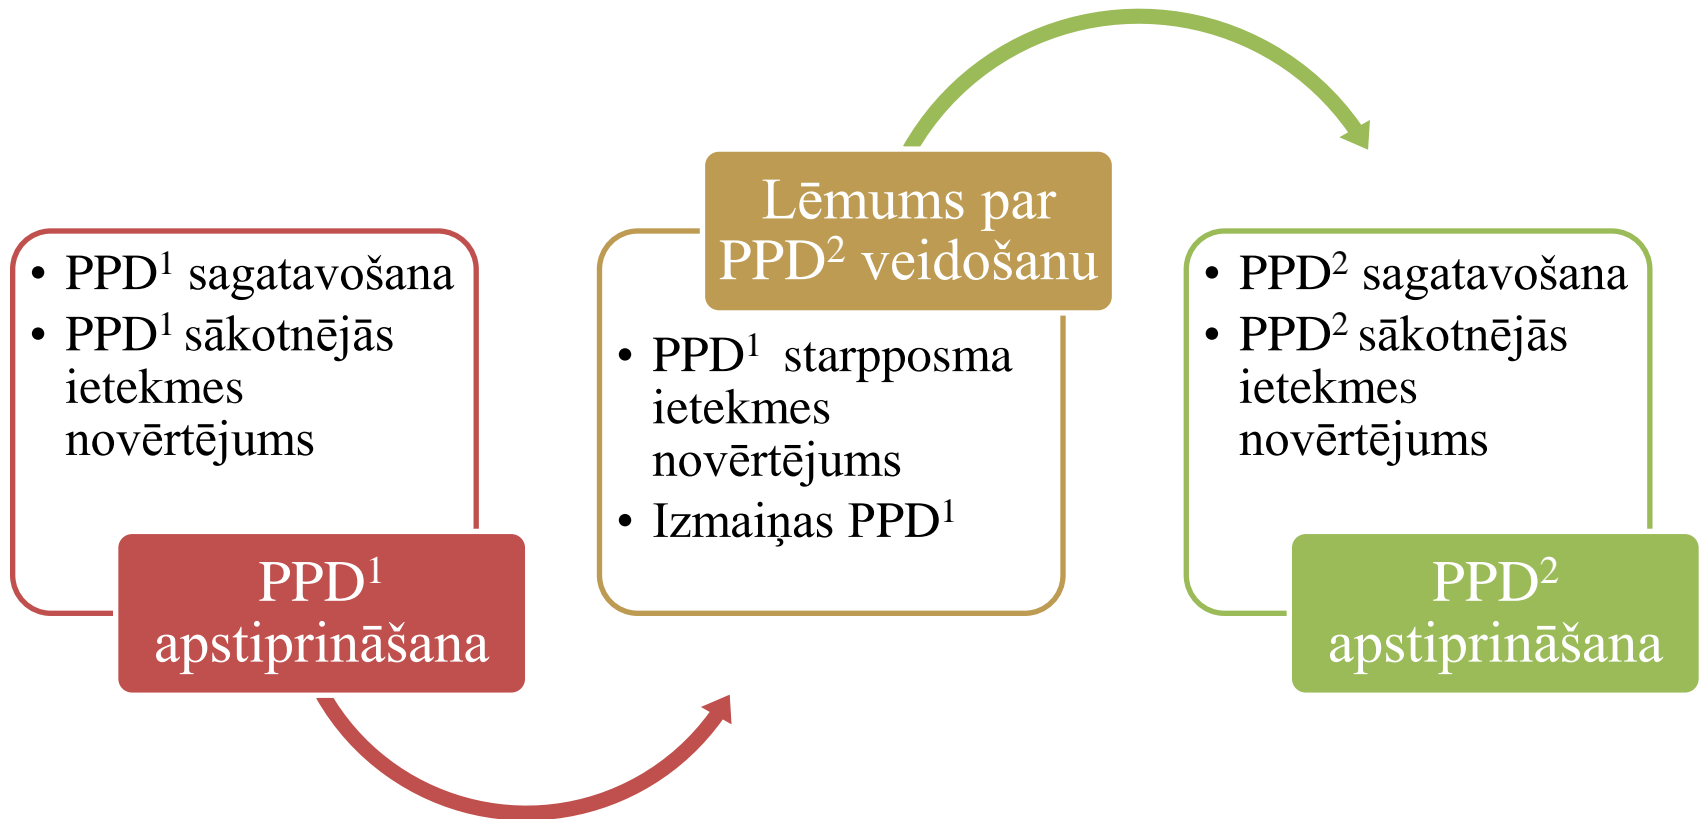 • PPD¹ sagatavošana
• PPD¹ sākotnējās
ietekmes
novērtējums
PPD¹
apstiprināšana
Lēmums par
PPD² veidošanu
• PPD¹ starpposma
ietekmes
novērtējums
• Izmaiņas PPD¹
• PPD² sagatavošana
• PPD² sākotnējās
ietekmes
novērtējums
PPD²
apstiprināšana